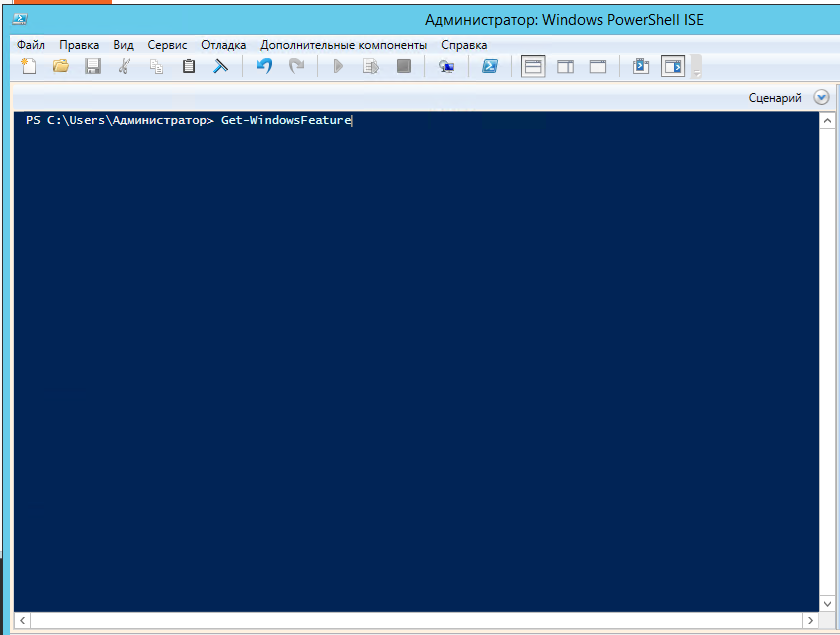 Администратор: Windows PowerShell ISE
Файл Правка Вид Сервис Отладка Дополнительные компоненты Справка
Сценарий
PS C:\Users\Администратор> Get-WindowsFeature